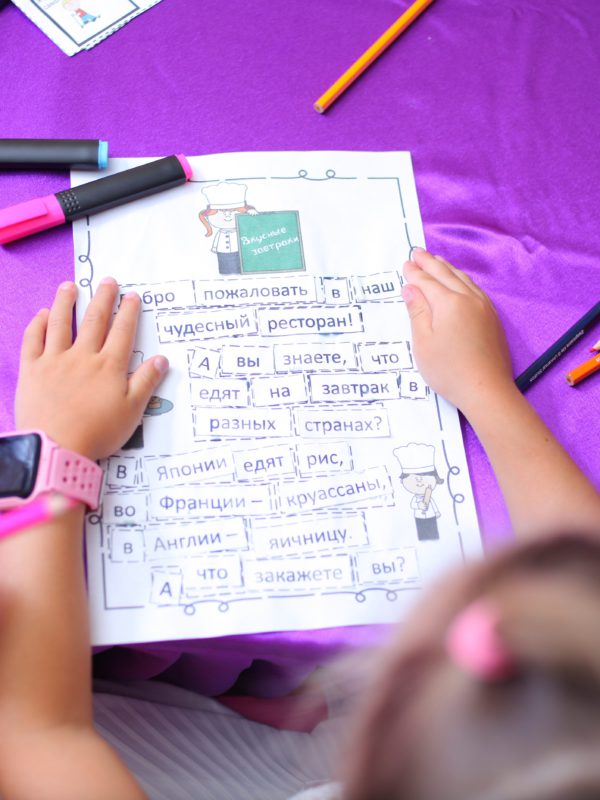 Вкусные
завтраки
бро пожаловать в наш
чудесный ресторан!
А вы знаете, что
едят на завтрак в
разных странах?
В Японии едят рис,
во Франции – круассаны,
в Англии – яичницу.
А что закажете вы?